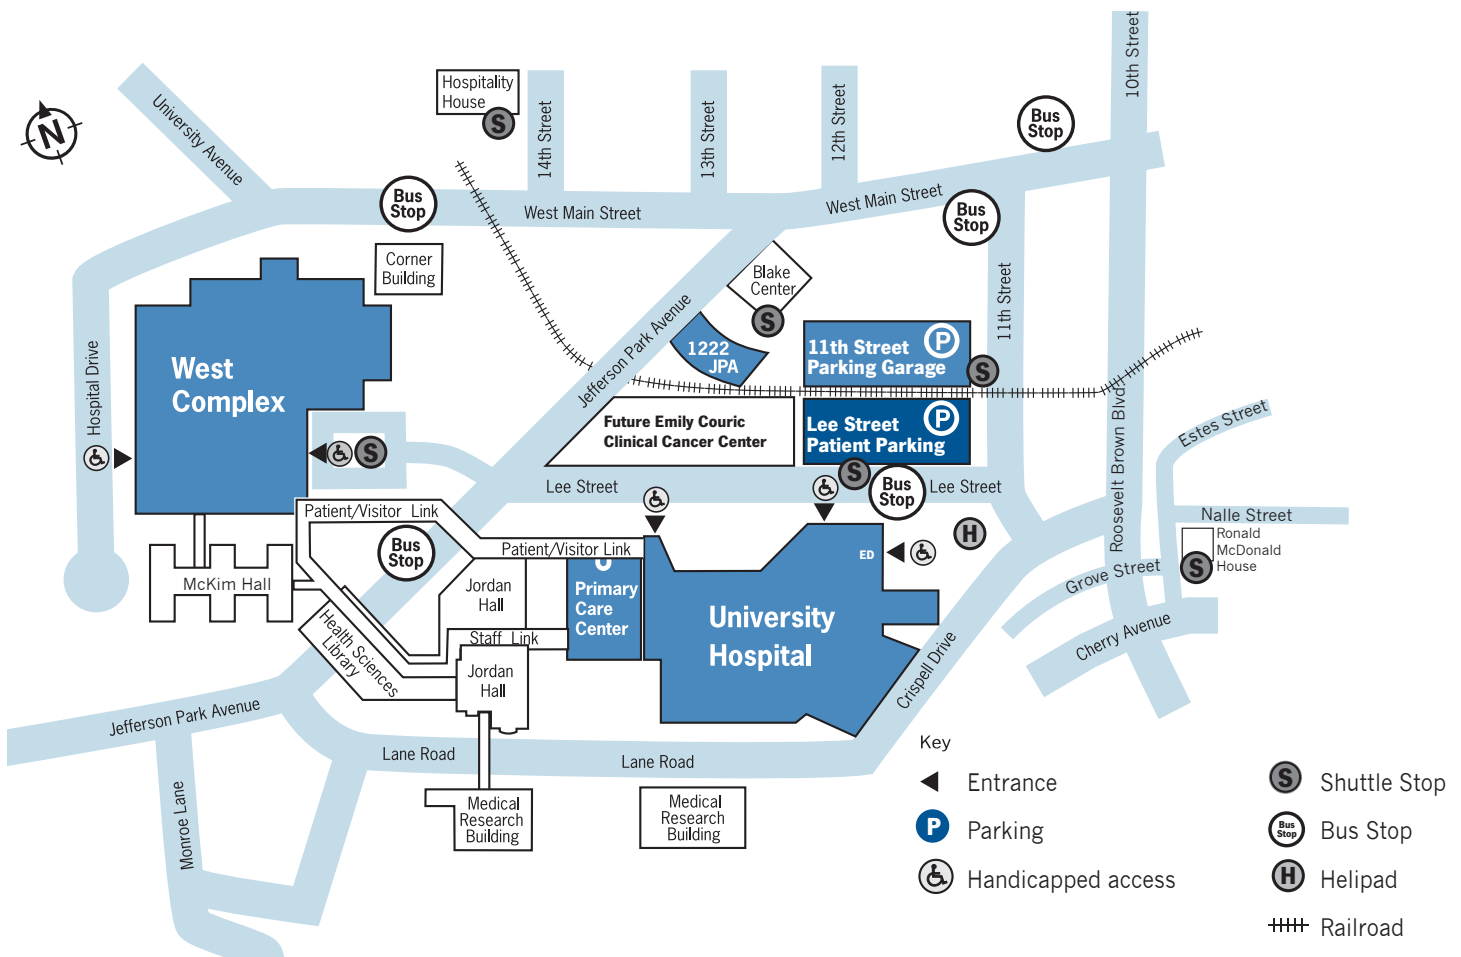 10th Street
Hospitality
House
S
14th Street
13th Street
12th Street
Bus
Stop
University Avenue
N
Bus
Stop
West Main Street
West Main Street
Bus
Stop
Corner
Building
Blake
Center
S
11th Street
Jefferson Park Avenue
1222
JPA
11th Street
Parking Garage
P
S
Hospital Drive
West
Complex
Future Emily Couric
Clinical Cancer Center
Lee Street
Patient Parking
P
Roosevelt Brown Blvd.
Estes Street
S
S
Lee Street
Bus
Stop
Lee Street
Patient/Visitor Link
Nalle Street
Bus
Stop
Patient/Visitor Link
ED
H
Ronald
McDonald
House
S
McKim Hall
Jordan
Hall
Primary
Care
Center
Grove Street
University
Hospital
Cherry Avenue
Health Sciences
Library
Staff Link
Jordan
Hall
Crispell Drive
Jefferson Park Avenue
Lane Road
Lane Road
Monroe Lane
Medical
Research
Building
Medical
Research
Building
Key
Entrance
S
Shuttle Stop
P
Parking
Bus
Stop
Bus Stop
Handicapped access
H
Helipad
Railroad